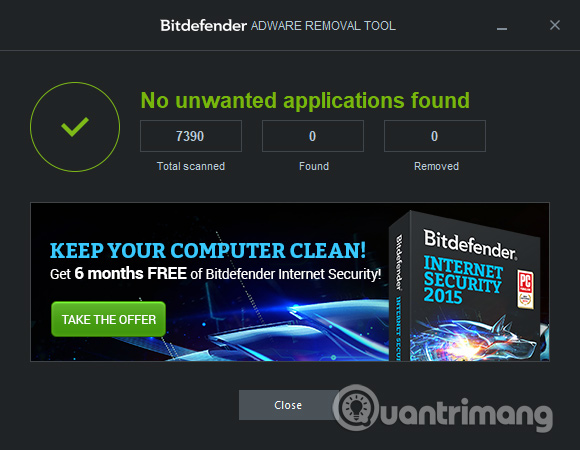 Bitdefender ADWARE REMOVAL TOOL
No unwanted applications found
7390 0 0
Total scanned Found Removed
KEEP YOUR COMPUTER CLEAN!
Get 6 months FREE of Bitdefender Internet Security!
TAKE THE OFFER
Bitdefender
INTERNET
SECURITY
2015
Bitdefender INTERNET SECUR
PC
Close
Quantrimang